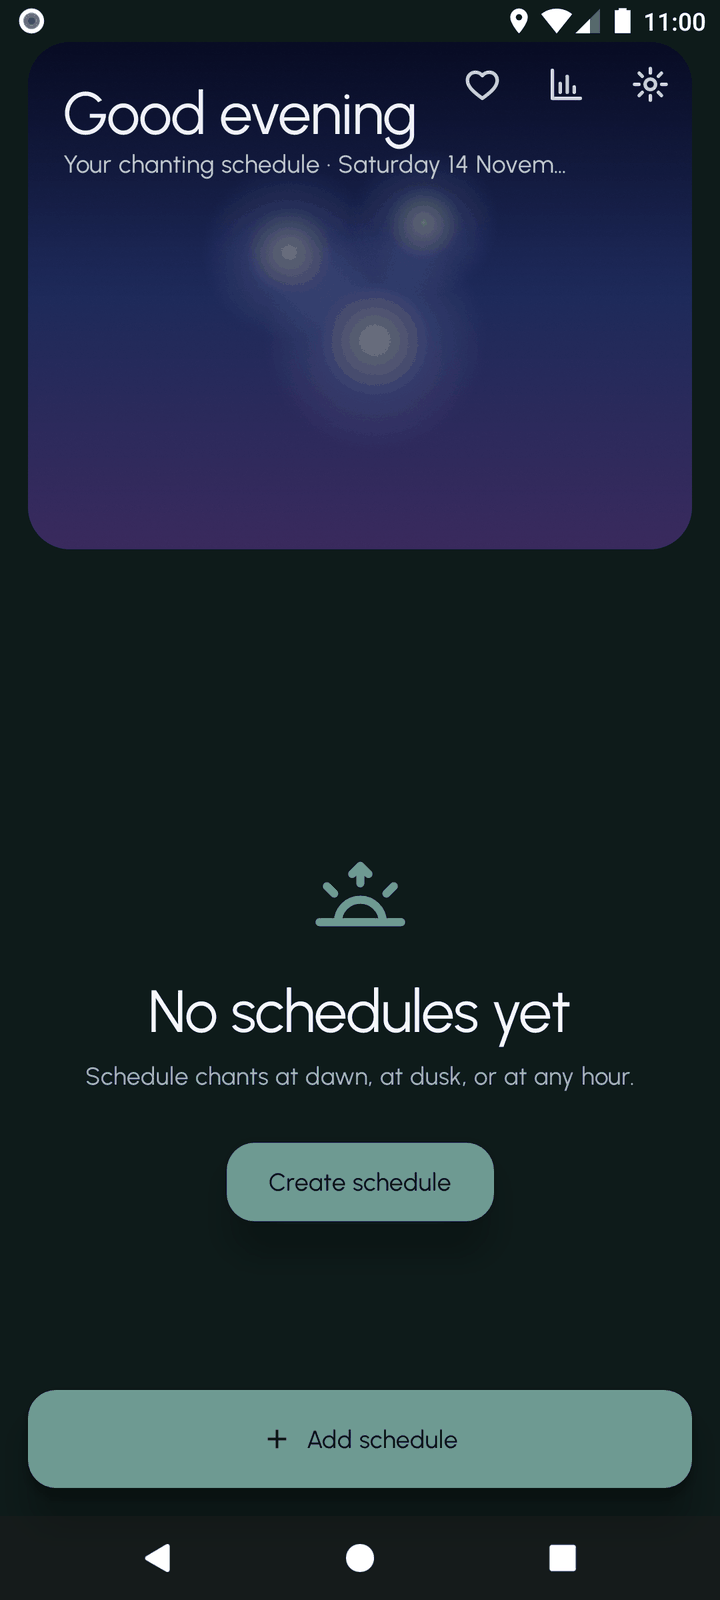 11:00
Good evening
Your chanting schedule · Saturday 14 Novem...
No schedules yet
Schedule chants at dawn, at dusk, or at any hour.
Create schedule
+ Add schedule